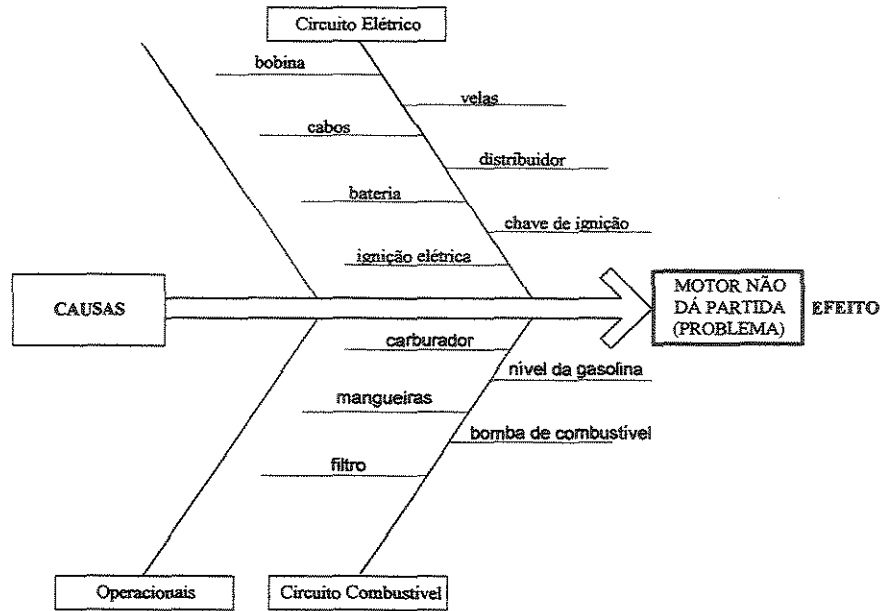 Circuito Elétrico
bobina
velas
cabos
distribuidor
bateria
chave de ignição
ignição elétrica
CAUSAS
MOTOR NÃO
DÁ PARTIDA
(PROBLEMA)
EFEITO
carburador
nível da gasolina
mangueiras
bomba de combustível
filtro
Operacionais
Circuito Combustível